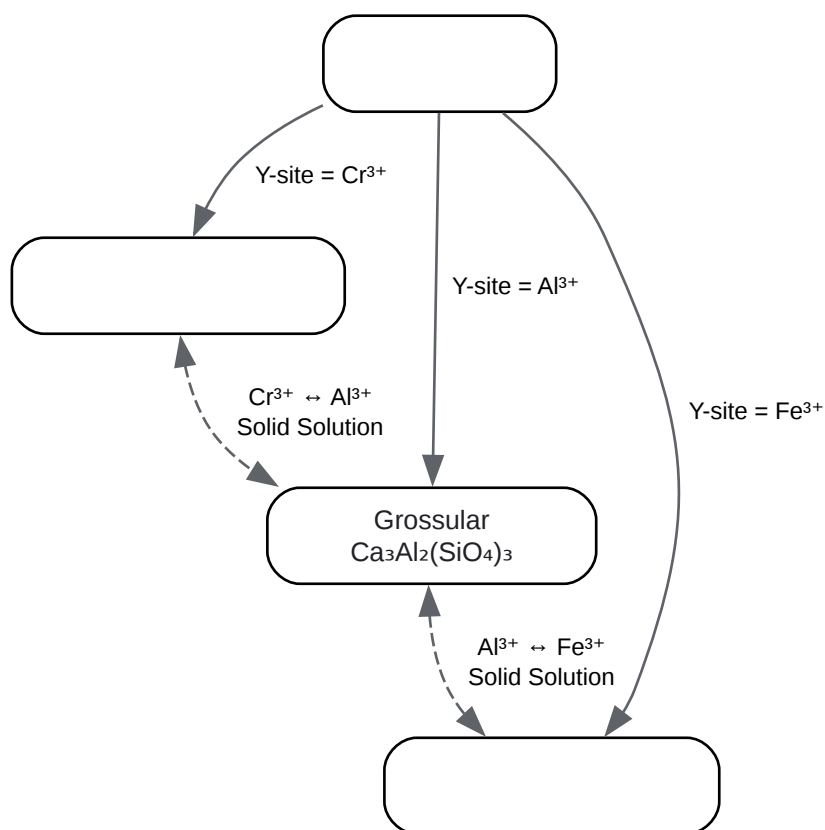 Y-site = Cr³⁺
Y-site = Al³⁺
Cr³⁺ ↔ Al³⁺
Solid Solution
Y-site = Fe³⁺
Grossular
Ca₃Al₂(SiO₄)₃
Al³⁺ ↔ Fe³⁺
Solid Solution